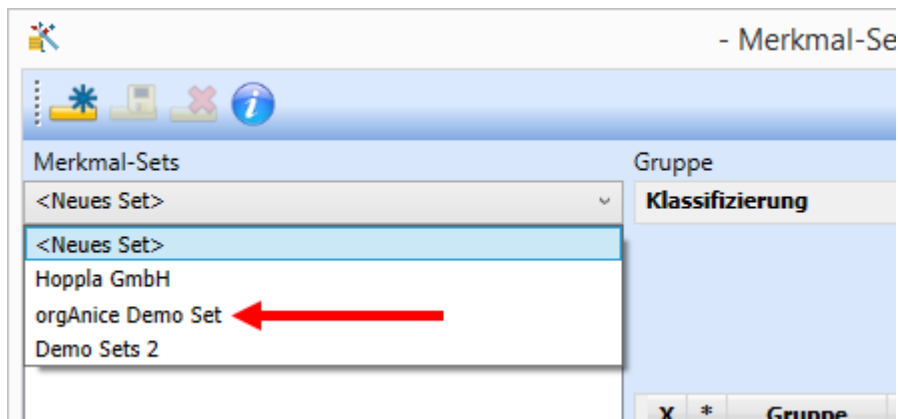 - Merkmal-Se
Merkmal-Sets
Gruppe
<Neues Set>
Klassifizierung
<Neues Set>
Hoppla GmbH
orgAnice Demo Set
Demo Sets 2
X * Gruppe